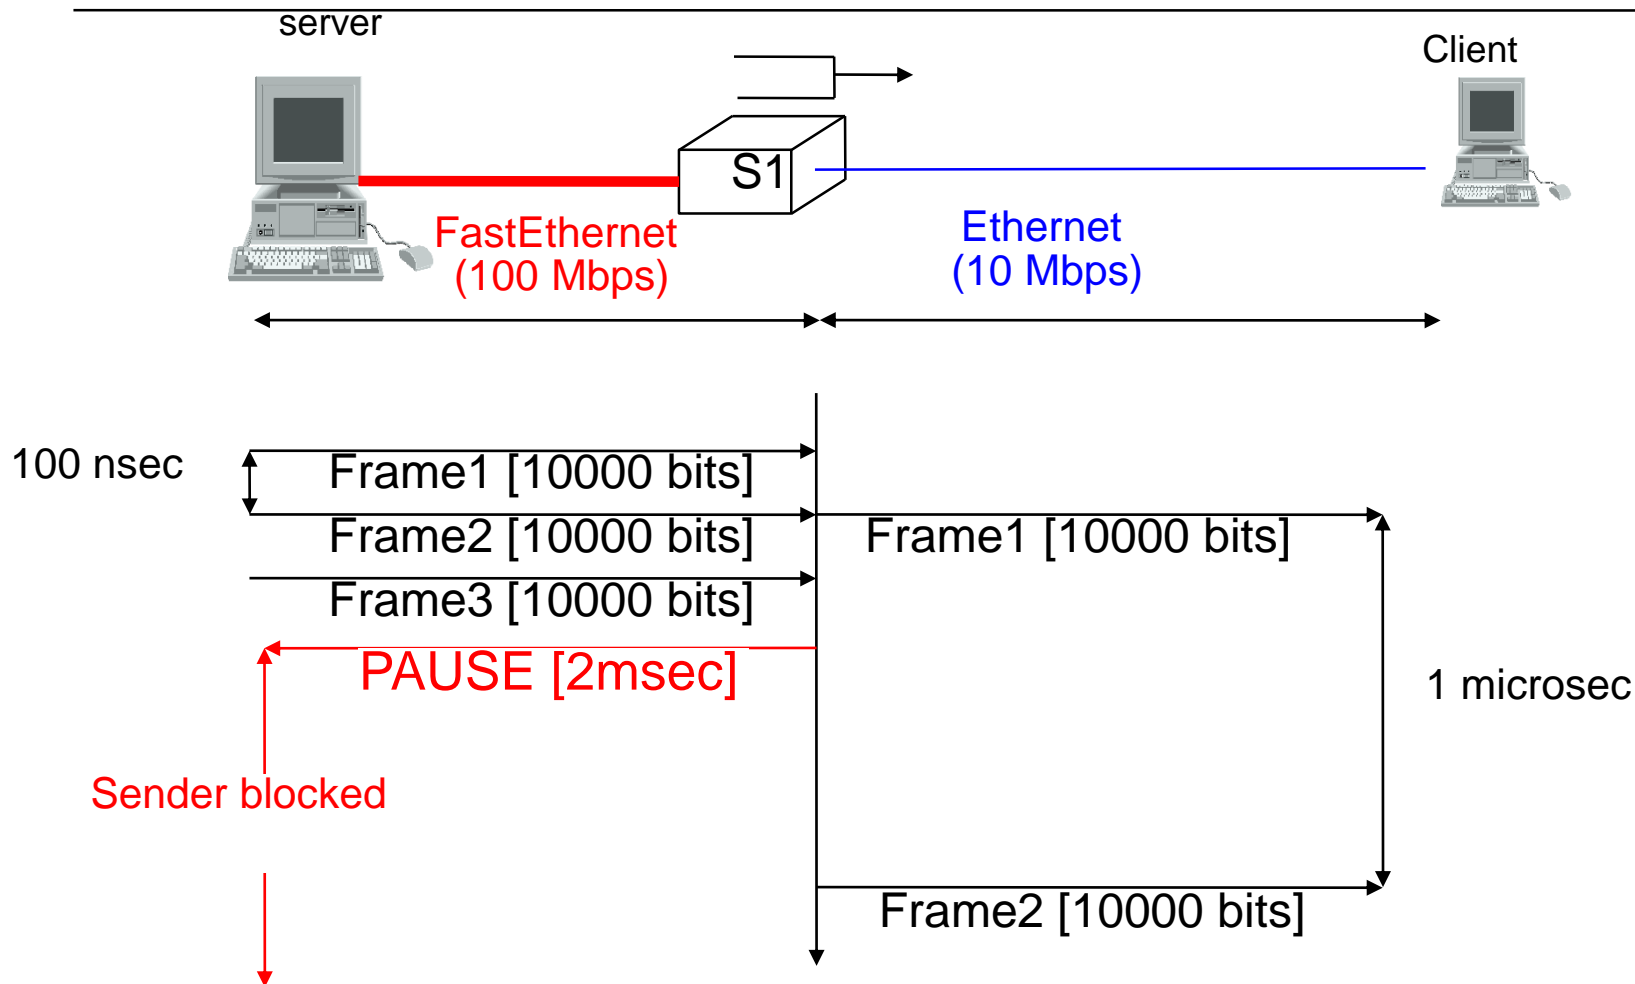 server
Client
S1
FastEthernet
(100 Mbps)
Ethernet
(10 Mbps)
100 nsec
Frame1 [10000 bits]
Frame2 [10000 bits]
Frame1 [10000 bits]
Frame3 [10000 bits]
PAUSE [2msec]
1 microsec
Sender blocked
Frame2 [10000 bits]